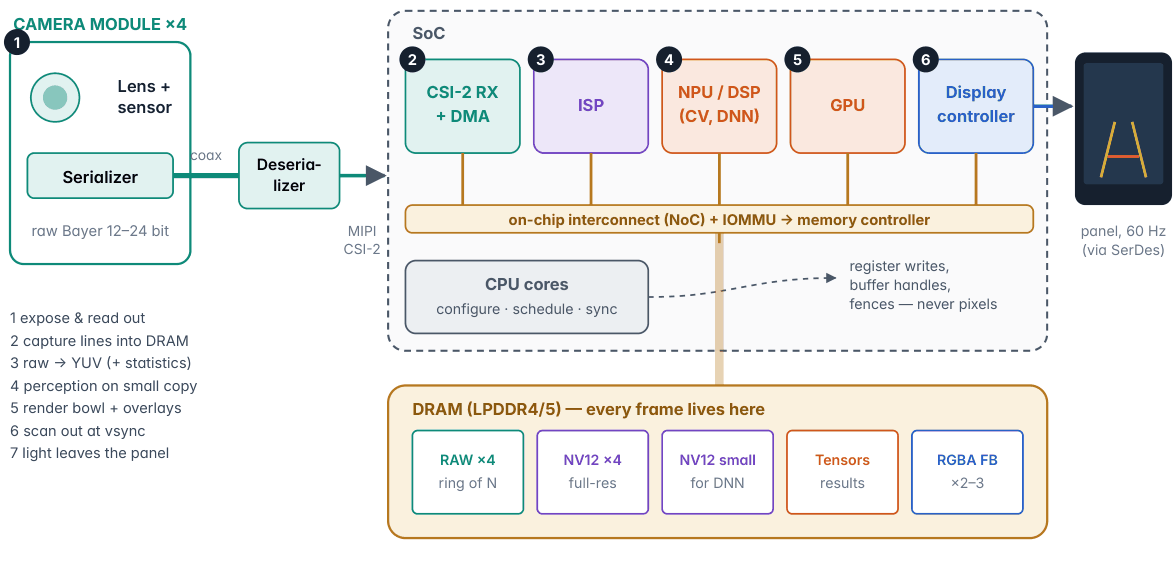 CAMERA MODULE ×4
1
Lens +
sensor
Serializer
raw Bayer 12–24 bit
coax
Deseria-
lizer
MIPI
CSI-2
SoC
2
CSI-2 RX
+ DMA
3
ISP
4
NPU / DSP
(CV, DNN)
5
GPU
6
Display
controller
on-chip interconnect (NoC) + IOMMU → memory controller
CPU cores
configure · schedule · sync
register writes,
buffer handles,
fences — never pixels
panel, 60 Hz
(via SerDes)
1 expose & read out
2 capture lines into DRAM
3 raw → YUV (+ statistics)
4 perception on small copy
5 render bowl + overlays
6 scan out at vsync
7 light leaves the panel
DRAM (LPDDR4/5) — every frame lives here
RAW ×4
ring of N
NV12 ×4
full-res
NV12 small
for DNN
Tensors
results
RGBA FB
×2–3